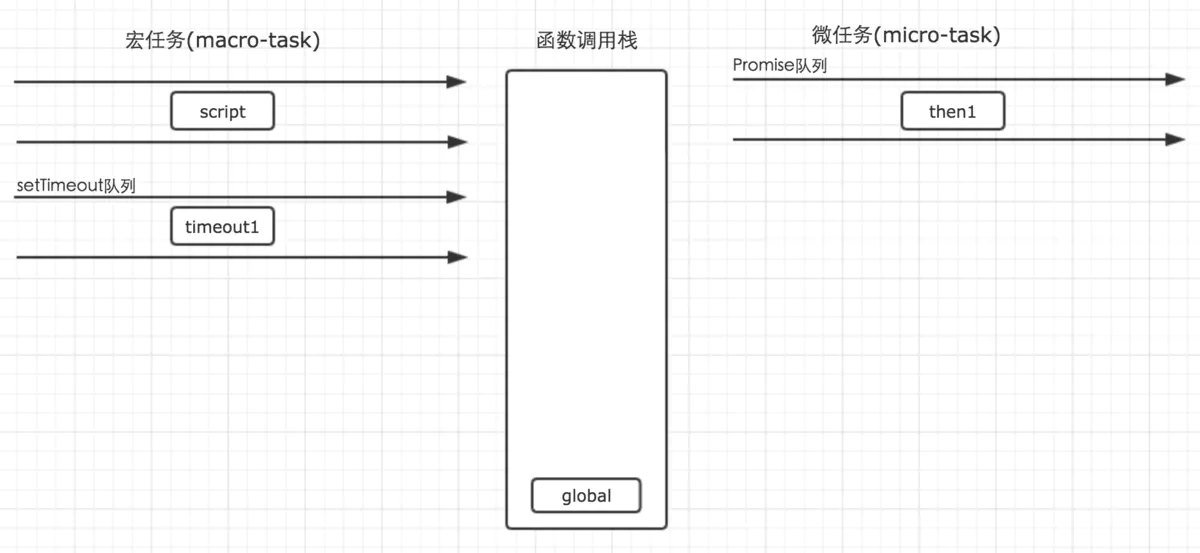 宏任务(macro-task)
函数调用栈
微任务(micro-task)
Promise队列
script
then1
setTimeout队列
timeout1
global